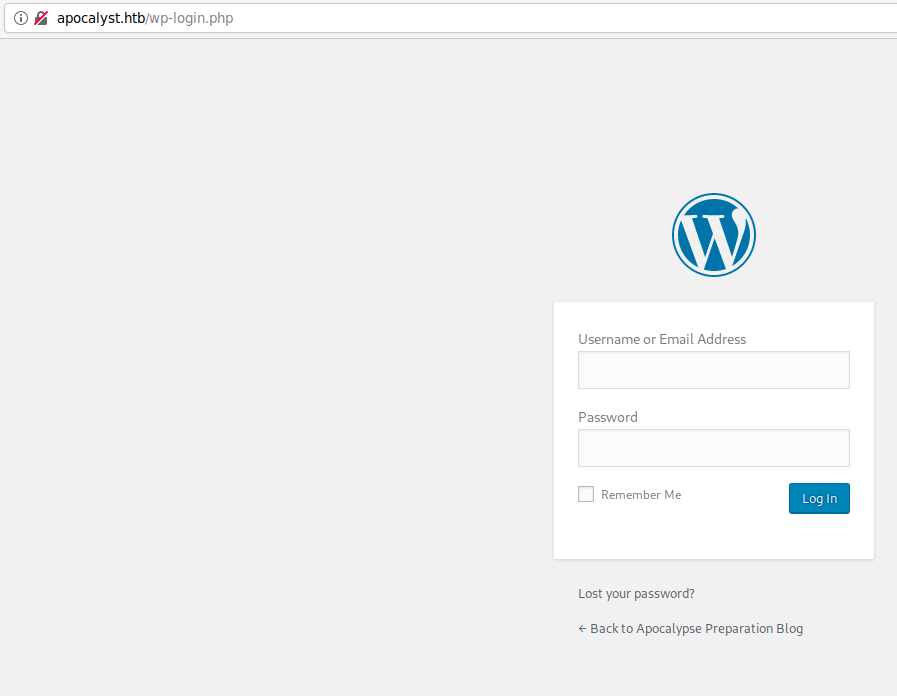 apocalyst.htb/wp-login.php
Username or Email Address
Password
Remember Me
Log In
Lost your password?
← Back to Apocalypse Preparation Blog